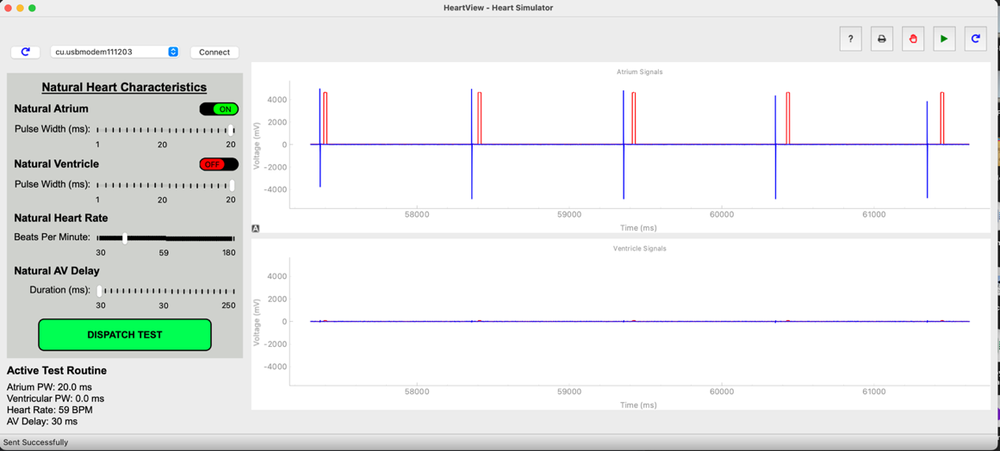 HeartView - Heart Simulator
?
cu.usbmodem111203
Connect
Natural Heart Characteristics
Natural Atrium
ON
Pulse Width (ms):
1 20 20
Natural Ventricle
OFF
Pulse Width (ms):
1 20 20
Natural Heart Rate
Beats Per Minute:
30 59 180
Natural AV Delay
Duration (ms):
30 30 250
DISPATCH TEST
Active Test Routine
Atrium PW: 20.0 ms
Ventricular PW: 0.0 ms
Heart Rate: 59 BPM
AV Delay: 30 ms
Sent Successfully
Atrium Signals
Voltage (mV)
4000
2000
0
-2000
-4000
58000 59000 60000 61000
Time (ms)
A
Ventricle Signals
Voltage (mV)
4000
2000
0
-2000
-4000
58000 59000 60000 61000
Time (ms)